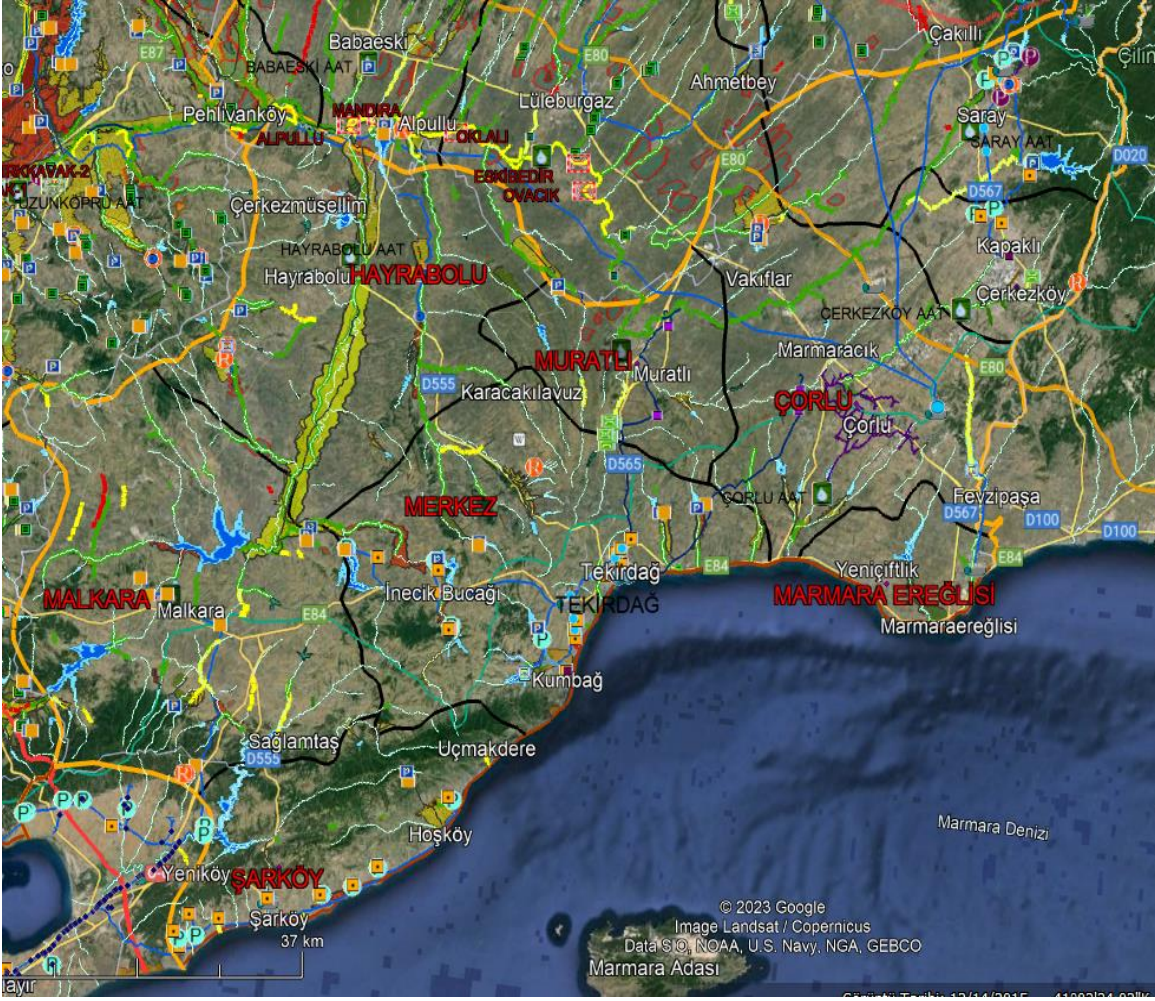 Babaeski
E87
E80
Çakıllı
BABAESKİ AAT
Ahmetbey
Çilin
Lüleburgaz
MANDIRA
Pehlivanköy
Alpullu
Saray
ALPULLU
OKLALI
SARAY AAT
E80
D020
RKKAVAK-2
ESKİBEDİR
D567
OVACIK
UZUNKÖPRÜ AAT
Çerkezmüsellim
Kapaklı
HAYRABOLU AAT
Hayrabolu
HAYRABOLU
Vakıflar
Çerkezköy
ÇERKEZKÖY AAT
MURATLI
Marmaracık
Muratlı
E80
D555
Karacakılavuz
ÇORLU
Çorlu
D565
ÇORLU AAT
Fevzipaşa
MERKEZ
D567
D100
D100
E84
E84
Tekirdağ
Yeniçiftlik
İnecik Bucağı
MALKARA
Malkara
TEKİRDAĞ
MARMARA EREĞLİSİ
E84
Marmaraereğlisi
Kumbağ
Sağlamtaş
D555
Uçmakdere
Hoşköy
Marmara Denizi
Yeniköy
ŞARKÖY
Şarköy
© 2023 Google
Image Landsat / Copernicus
Data SIO, NOAA, U.S. Navy, NGA, GEBCO
37 km
Marmara Adası
layır